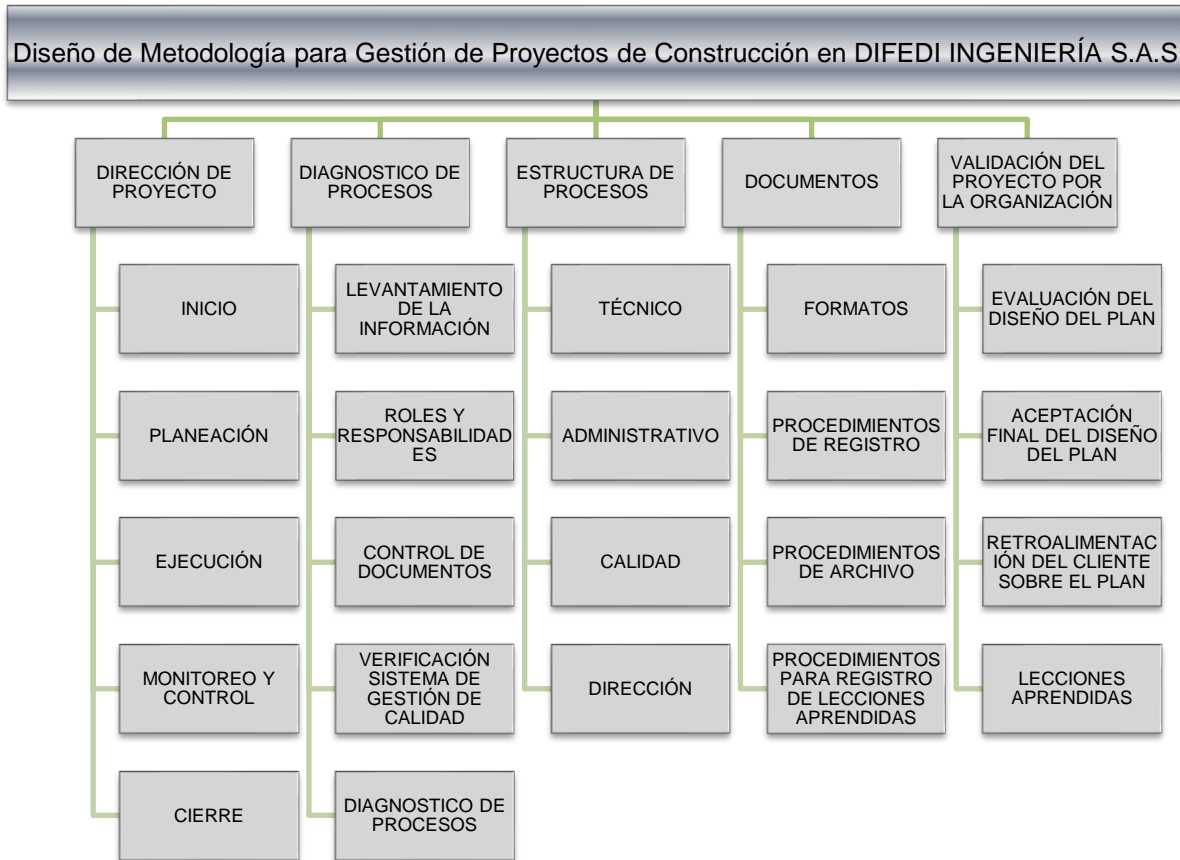 Diseño de Metodología para Gestión de Proyectos de Construcción en DIFEDI INGENIERÍA S.A.S
DIRECCIÓN DE
PROYECTO
INICIO
PLANEACIÓN
EJECUCIÓN
MONITOREO Y
CONTROL
CIERRE
DIAGNOSTICO DE
PROCESOS
LEVANTAMIENTO
DE LA
INFORMACIÓN
ROLES Y
RESPONSABILIDAD
ES
CONTROL DE
DOCUMENTOS
VERIFICACIÓN
SISTEMA DE
GESTIÓN DE
CALIDAD
DIAGNOSTICO DE
PROCESOS
ESTRUCTURA DE
PROCESOS
TÉCNICO
ADMINISTRATIVO
CALIDAD
DIRECCIÓN
DOCUMENTOS
FORMATOS
PROCEDIMIENTOS
DE REGISTRO
PROCEDIMIENTOS
DE ARCHIVO
PROCEDIMIENTOS
PARA REGISTRO
DE LECCIONES
APRENDIDAS
VALIDACIÓN DEL
PROYECTO POR
LA ORGANIZACIÓN
EVALUACIÓN DEL
DISEÑO DEL PLAN
ACEPTACIÓN
FINAL DEL DISEÑO
DEL PLAN
RETROALIMENTAC
IÓN DEL CLIENTE
SOBRE EL PLAN
LECCIONES
APRENDIDAS